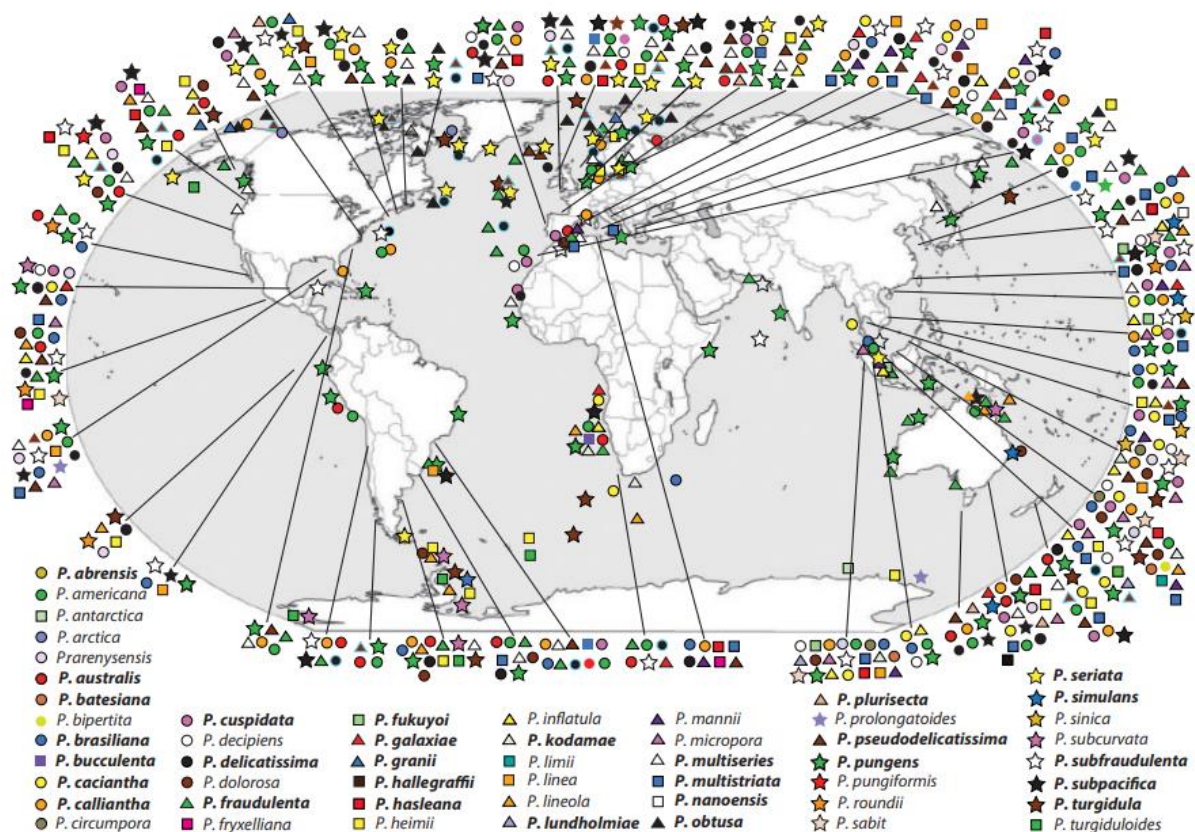 P. abrensis
P. americana
P. antarctica
P. arctica
Prarenysensis
P. australis
P. batesiana
P. bipertita
P. brasiliana
P. bucculenta
P. caciantha
P. calliantha
P. circumpora
P. cuspidata
P. decipiens
P. delicatissima
P. dolorosa
P. fraudulenta
P. fryxelliana
P. fukuyoi
P. galaxiae
P. granii
P. hallegraffii
P. hasleana
P. heimii
P. inflatula
P. kodamae
P. limii
P. linea
P. lineola
P. lundholmiae
P. mannii
P. micropora
P. multiseries
P. multistriata
P. nanoensis
P. obtusa
P. plurisecta
P. prolongatoides
P. pseudodelicatissima
P. pungens
P. pungiformis
P. roundii
P. sabit
P. seriata
P. simulans
P. sinica
P. subcurvata
P. subfraudulenta
P. subpacifica
P. turgidula
P. turgiduloides